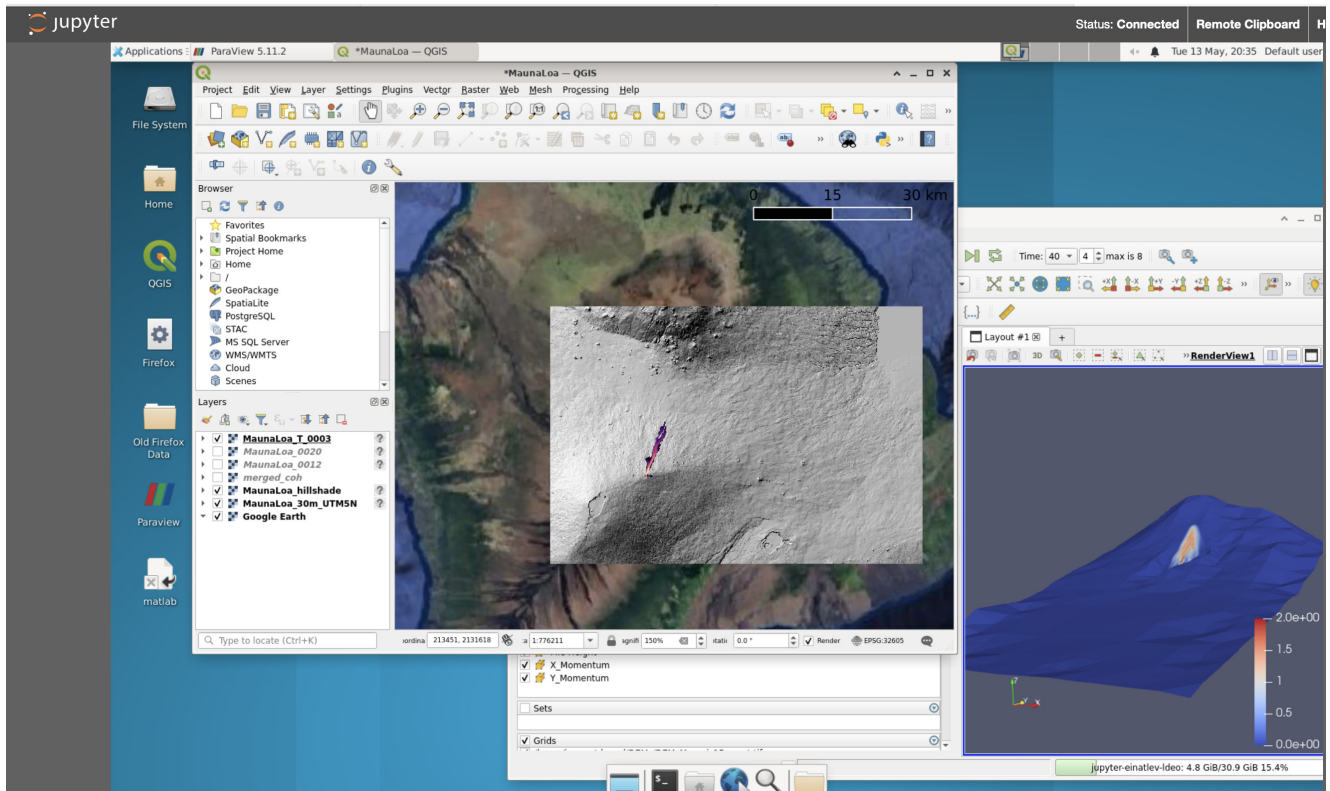 jupyter
Status: Connected Remote Clipboard H
Applications ParaView 5.11.2 *MaunaLoa — QGIS Tue 13 May, 20:35 Default user
*MaunaLoa — QGIS
Project Edit View Layer Settings Plugins Vector Raster Web Mesh Processing Help
File System
Home
QGIS
Firefox
Old Firefox
Data
Paraview
matlab
Browser
Favorites
Spatial Bookmarks
Project Home
Home
/
GeoPackage
SpatiaLite
PostgreSQL
STAC
MS SQL Server
WMS/WMTS
Cloud
Scenes
Layers
MaunaLoa_T_0003 ?
MaunaLoa_0020 ?
MaunaLoa_0012 ?
merged_coh
MaunaLoa_hillshade ?
MaunaLoa_30m_UTM5N ?
Google Earth
0 15 30 km
Type to locate (Ctrl+K)
ordina 213451, 2131618 1:776211 agnifi 150% 0.0 ° Render EPSG:32605
X_Momentum
Y_Momentum
Sets
Grids
Time: 40 4 max is 8
+X -X +Y -Y +Z -Z »
{...}
Layout #1 +
3D » RenderView1
2.0e+00
1.5
1
0.5
0.0e+00
Z
Y X
jupyter-einatlev-ldeo: 4.8 GiB/30.9 GiB 15.4%